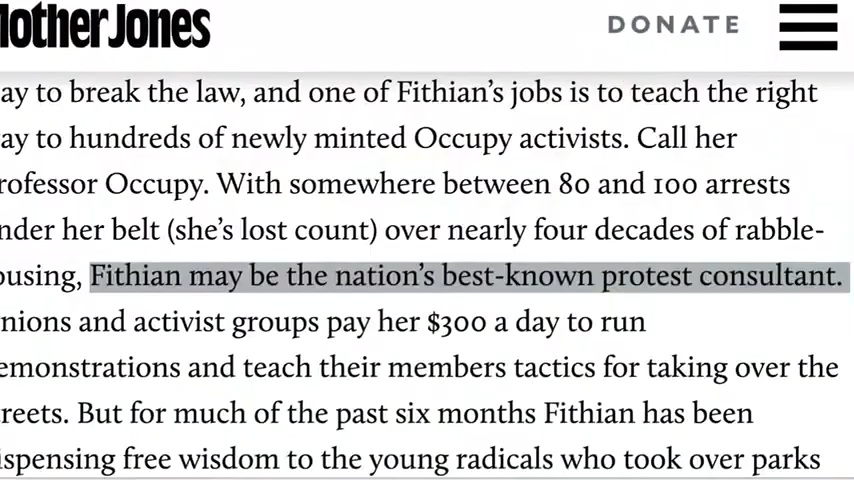 Mother Jones
DONATE
ay to break the law, and one of Fithian’s jobs is to teach the right
ay to hundreds of newly minted Occupy activists. Call her
rofessor Occupy. With somewhere between 80 and 100 arrests
nder her belt (she’s lost count) over nearly four decades of rabble-
ousing, Fithian may be the nation’s best-known protest consultant.
nions and activist groups pay her $300 a day to run
emonstrations and teach their members tactics for taking over the
treets. But for much of the past six months Fithian has been
ispensing free wisdom to the young radicals who took over parks